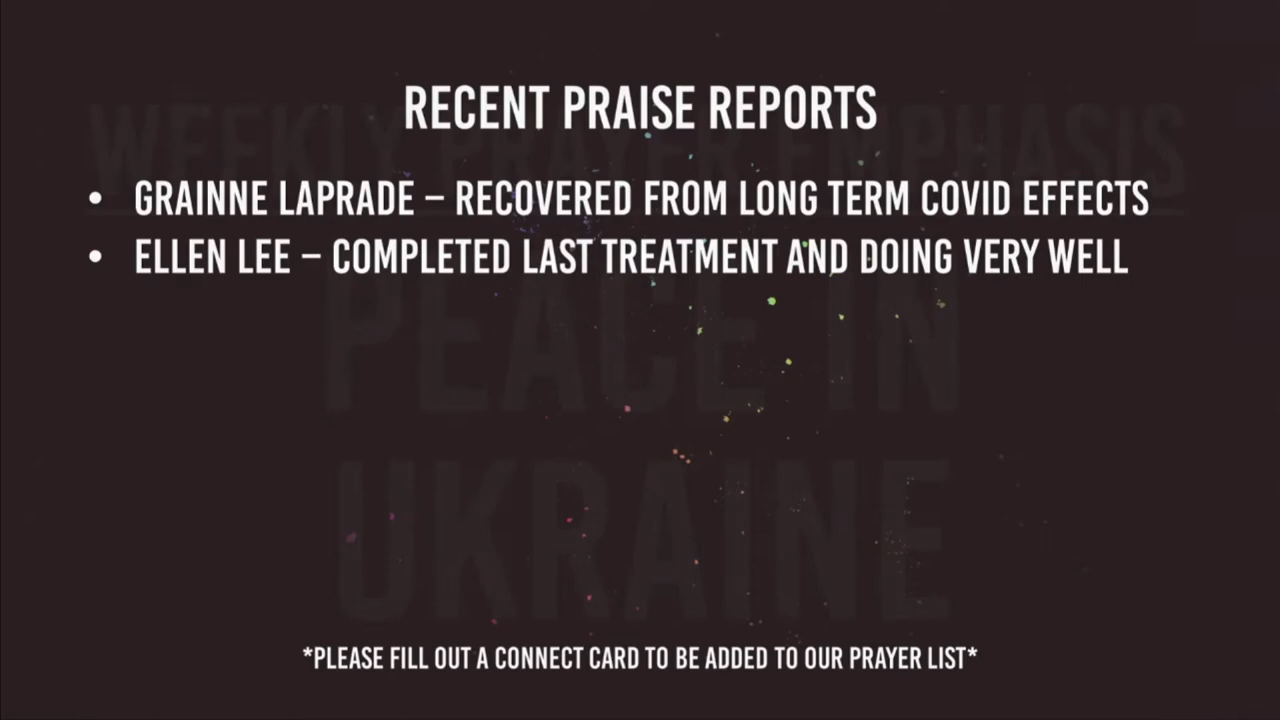 RECENT PRAISE REPORTS
WEEKLY PRAYER EMPHASIS
• GRAINNE LAPRADE – RECOVERED FROM LONG TERM COVID EFFECTS
• ELLEN LEE – COMPLETED LAST TREATMENT AND DOING VERY WELL
PEACE IN
UKRAINE
*PLEASE FILL OUT A CONNECT CARD TO BE ADDED TO OUR PRAYER LIST*